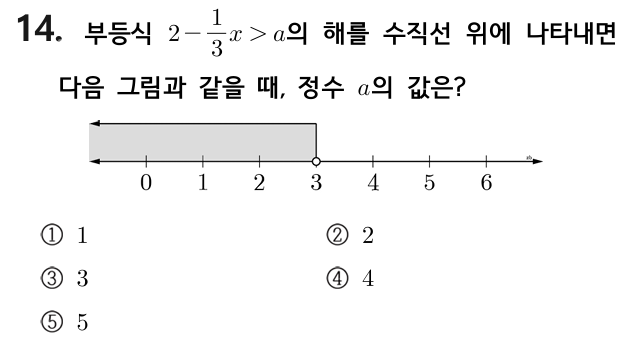 14. 부등식 $2-\frac{1}{3}x>a$의 해를 수직선 위에 나타내면
다음 그림과 같을 때, 정수 $a$의 값은?
0 1 2 3 4 5 6
① 1 ② 2
③ 3 ④ 4
⑤ 5